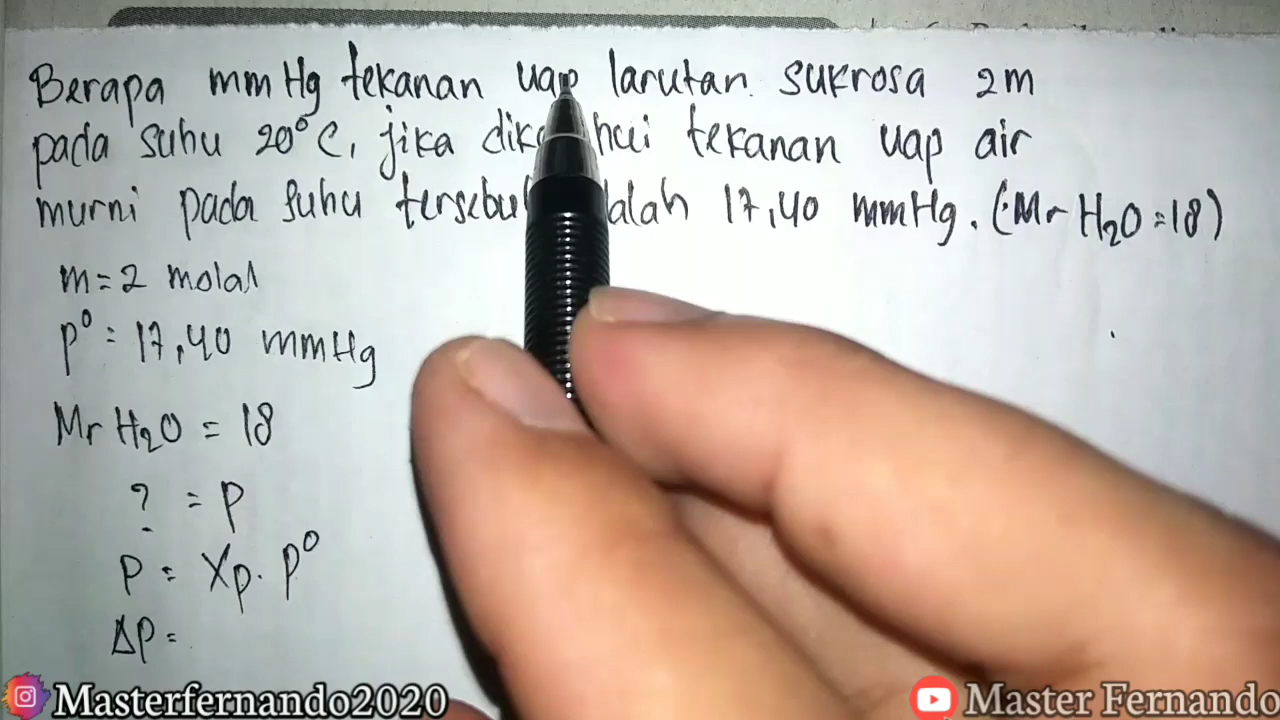 Berapa mmHg tekanan uap larutan sukrosa 2m
pada suhu 20°C, jika hui tekanan uap air
murni pada suhu alah 17,40 mmHg. (Mr H₂O = 18)
m = 2 molal
P⁰ = 17,40 mmHg
Mr H₂O = 18
? = P
P = Xp. P⁰
ΔP =
Masterfernando2020
Master Fernando